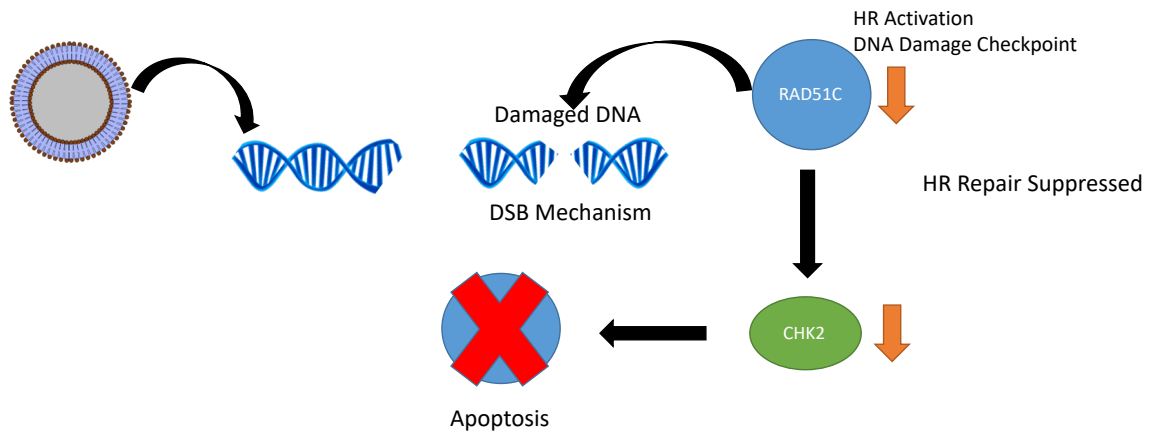 HR Activation
DNA Damage Checkpoint
RAD51C
Damaged DNA
HR Repair Suppressed
DSB Mechanism
CHK2
Apoptosis